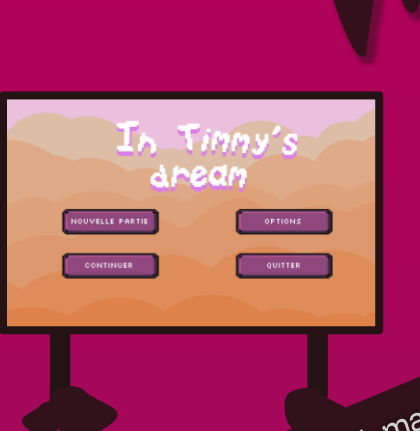 In Timmy's
dream
NOUVELLE PARTIE
OPTIONS
CONTINUER
QUITTER